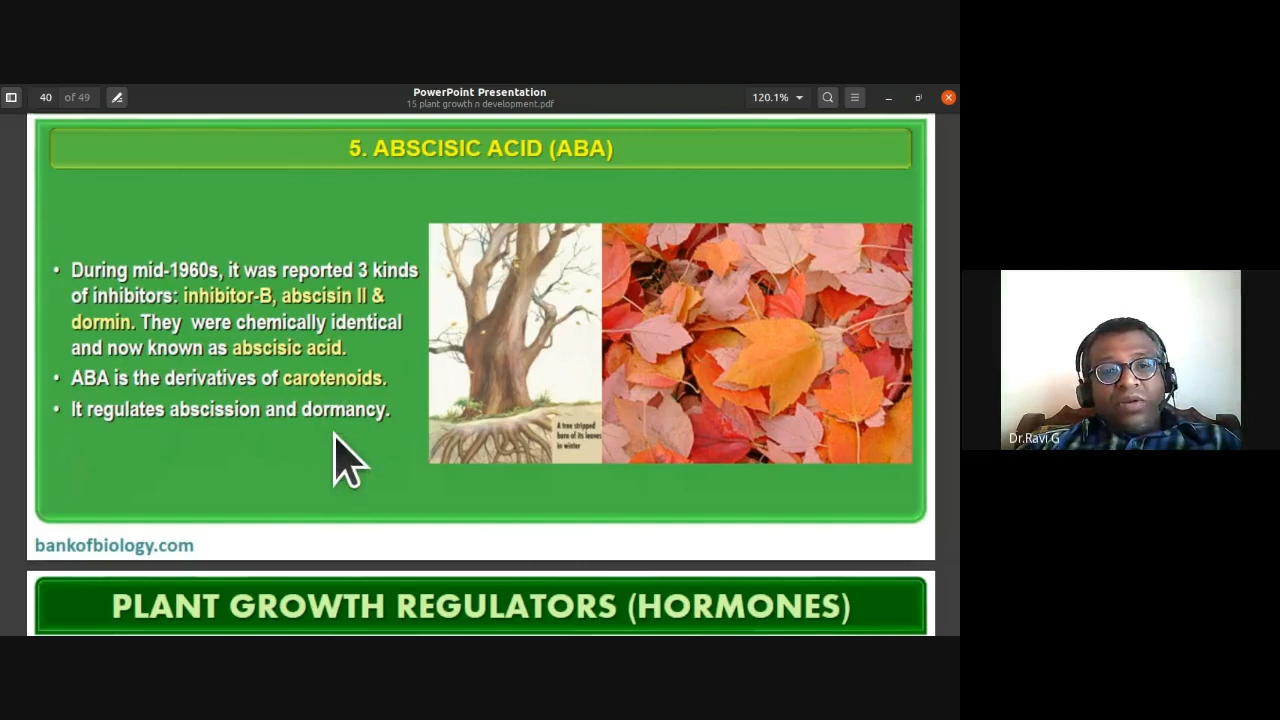 PowerPoint Presentation
40 of 49
15 plant growth n development.pdf
120.1%
5. ABSCISIC ACID (ABA)
• During mid-1960s, it was reported 3 kinds
of inhibitors: inhibitor-B, abscisin II &
dormin. They were chemically identical
and now known as abscisic acid.
• ABA is the derivatives of carotenoids.
• It regulates abscission and dormancy.
A tree stripped
bare of its leaves
in winter
bankofbiology.com
PLANT GROWTH REGULATORS (HORMONES)
Dr.Ravi G